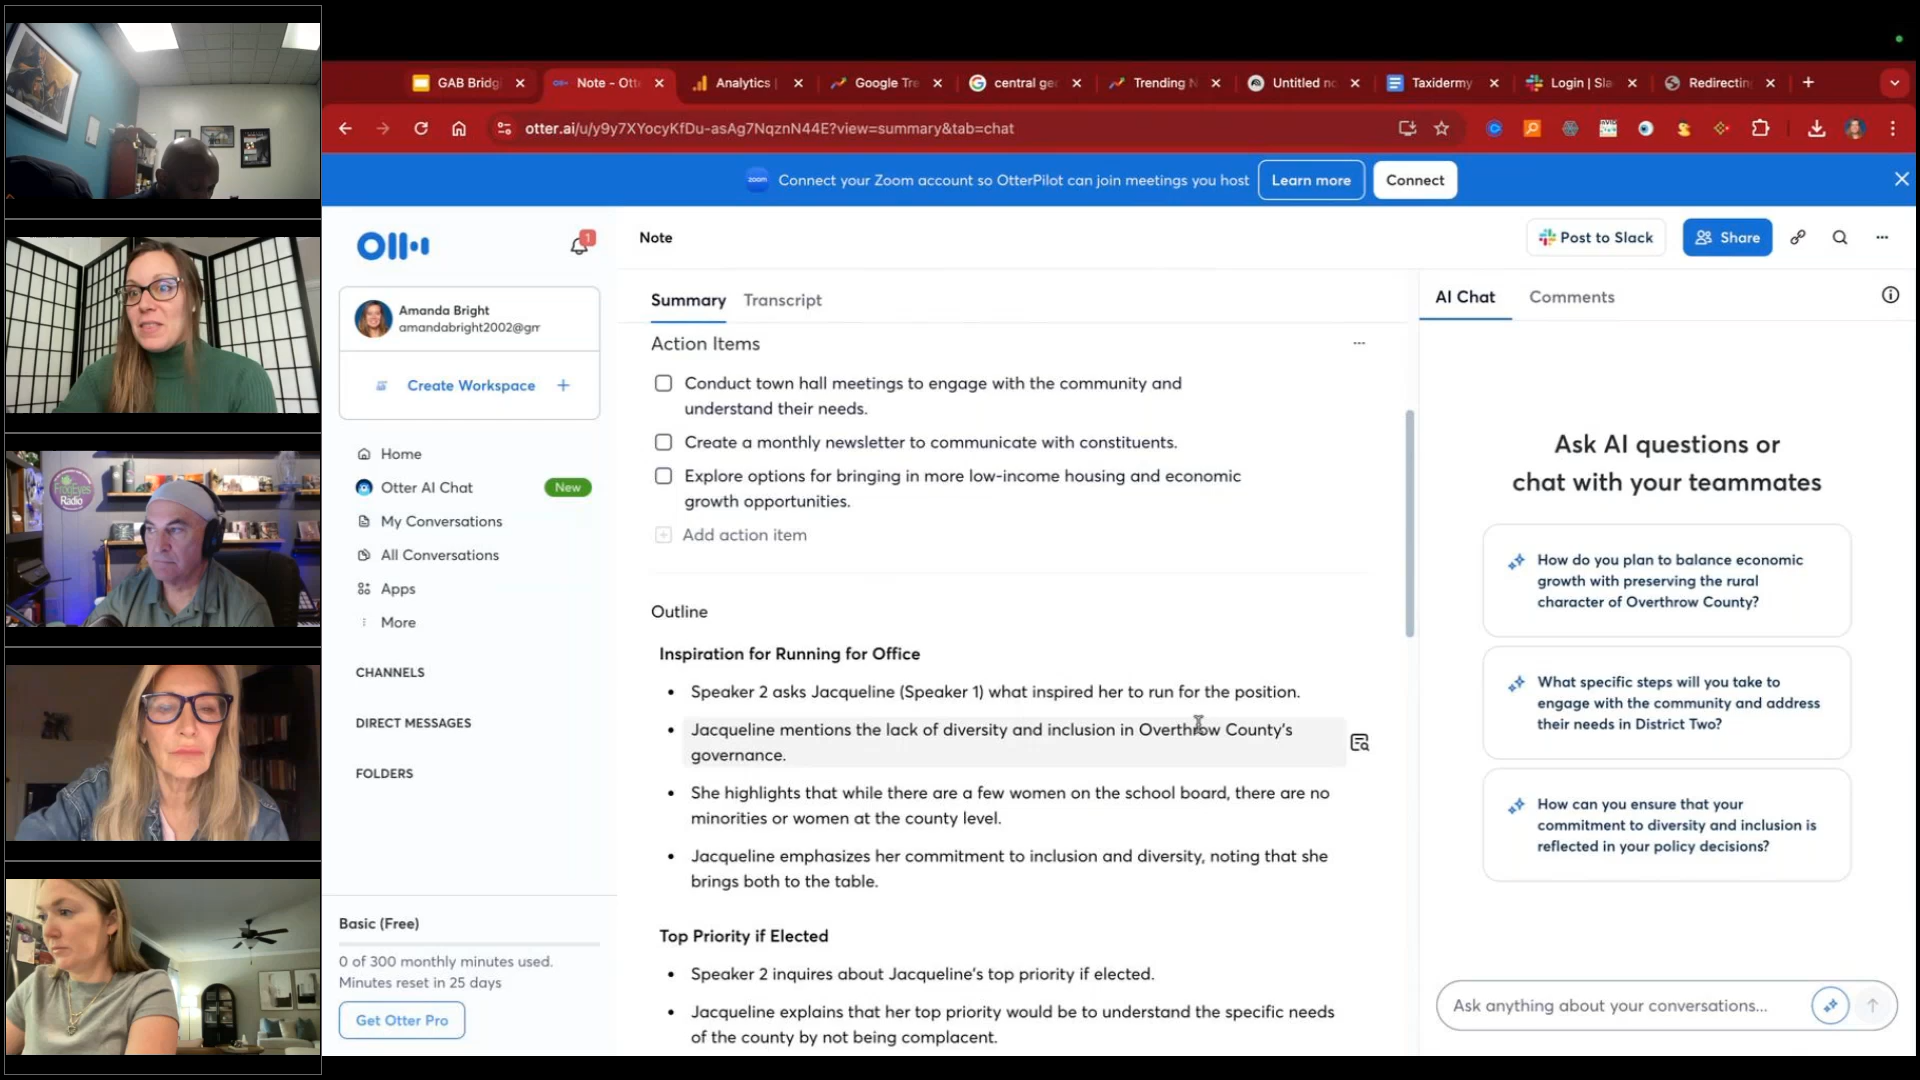 GAB Bridgi
Note - Ott
Analytics |
Google Tre
central geo
Trending N
Untitled no
Taxidermy
Login | Sla
Redirecting
otter.ai/u/y9y7XYocyKfDu-asAg7NqznN44E?view=summary&tab=chat
zoom
Connect your Zoom account so OtterPilot can join meetings you host
Learn more
Connect
1
Note
Post to Slack
Share
Amanda Bright
amandabright2002@gm
Create Workspace
Home
Otter AI Chat
New
My Conversations
All Conversations
Apps
More
CHANNELS
DIRECT MESSAGES
FOLDERS
Basic (Free)
0 of 300 monthly minutes used.
Minutes reset in 25 days
Get Otter Pro
Summary
Transcript
Action Items
Conduct town hall meetings to engage with the community and
understand their needs.
Create a monthly newsletter to communicate with constituents.
Explore options for bringing in more low-income housing and economic
growth opportunities.
Add action item
Outline
Inspiration for Running for Office
Speaker 2 asks Jacqueline (Speaker 1) what inspired her to run for the position.
Jacqueline mentions the lack of diversity and inclusion in Overthrow County's
governance.
She highlights that while there are a few women on the school board, there are no
minorities or women at the county level.
Jacqueline emphasizes her commitment to inclusion and diversity, noting that she
brings both to the table.
Top Priority if Elected
Speaker 2 inquires about Jacqueline's top priority if elected.
Jacqueline explains that her top priority would be to understand the specific needs
of the county by not being complacent.
AI Chat
Comments
Ask AI questions or
chat with your teammates
How do you plan to balance economic
growth with preserving the rural
character of Overthrow County?
What specific steps will you take to
engage with the community and address
their needs in District Two?
How can you ensure that your
commitment to diversity and inclusion is
reflected in your policy decisions?
Ask anything about your conversations...
FrontEyes
Radio